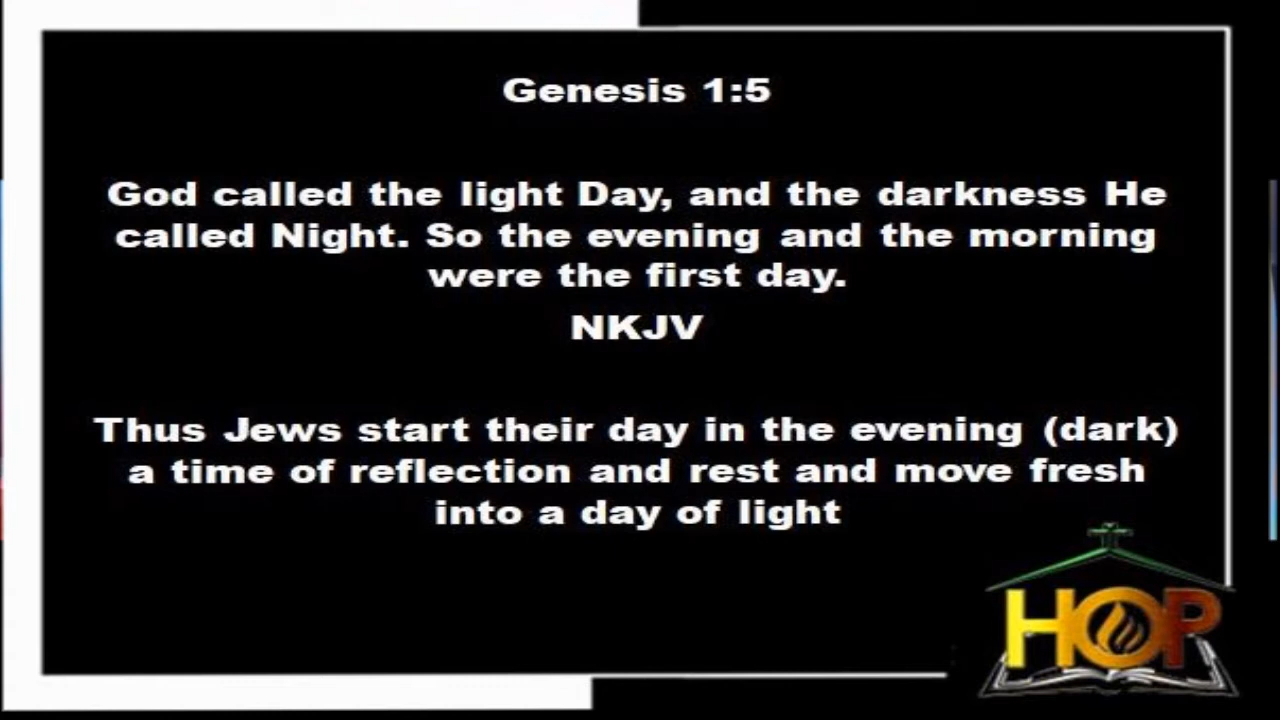 Genesis 1:5
God called the light Day, and the darkness He
called Night. So the evening and the morning
were the first day.
NKJV
Thus Jews start their day in the evening (dark)
a time of reflection and rest and move fresh
into a day of light
HOP